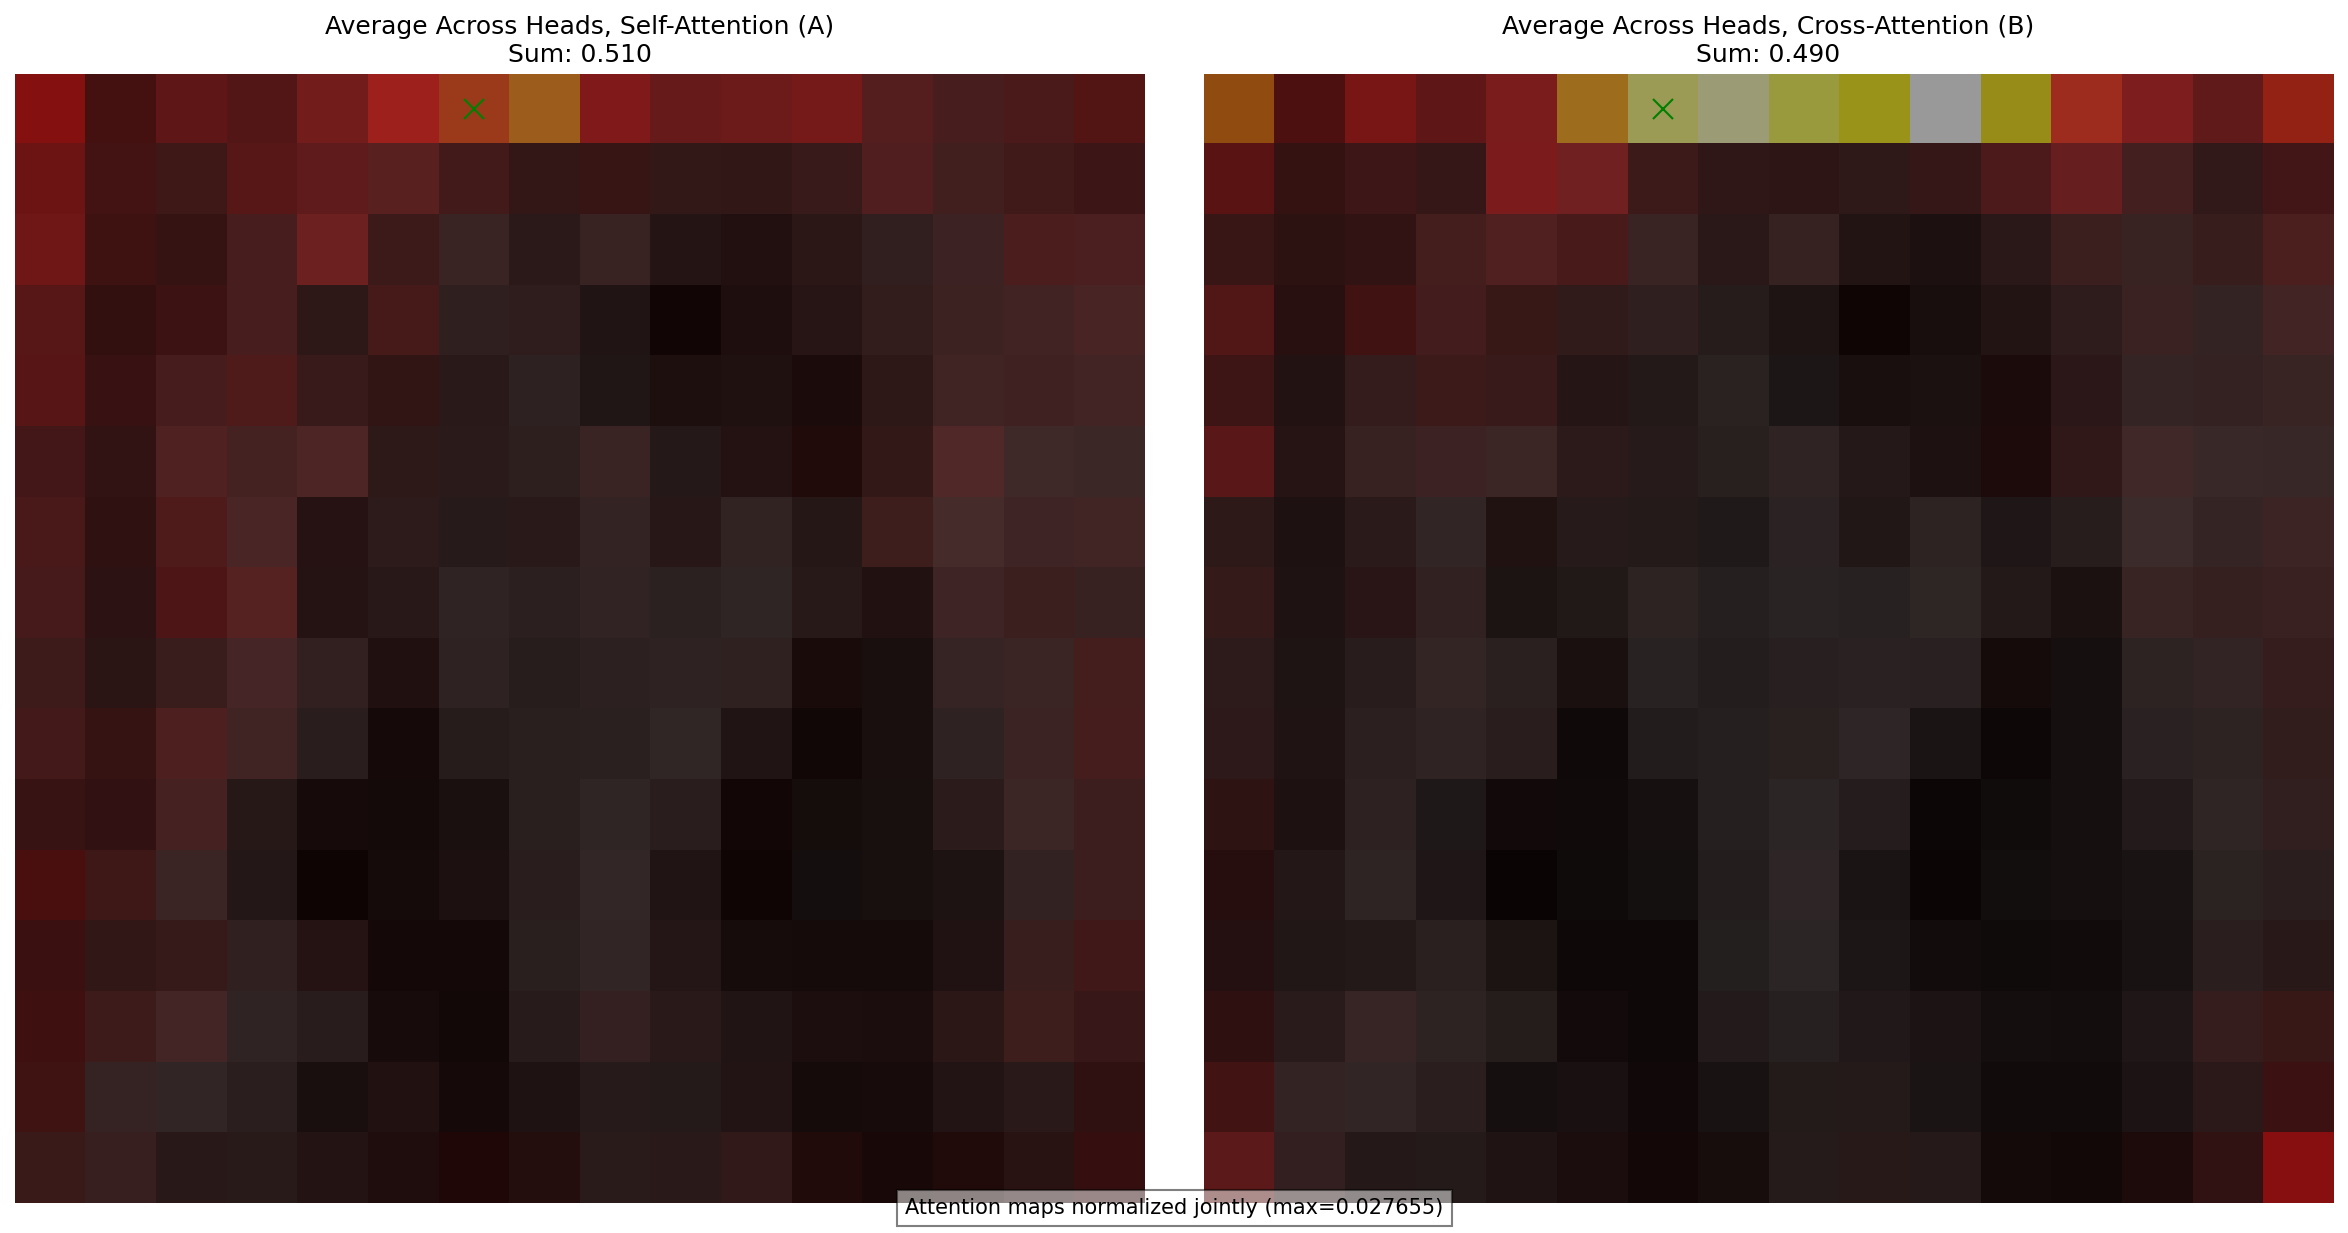 Average Across Heads, Self-Attention (A)
Sum: 0.510
Average Across Heads, Cross-Attention (B)
Sum: 0.490
Attention maps normalized jointly (max=0.027655)